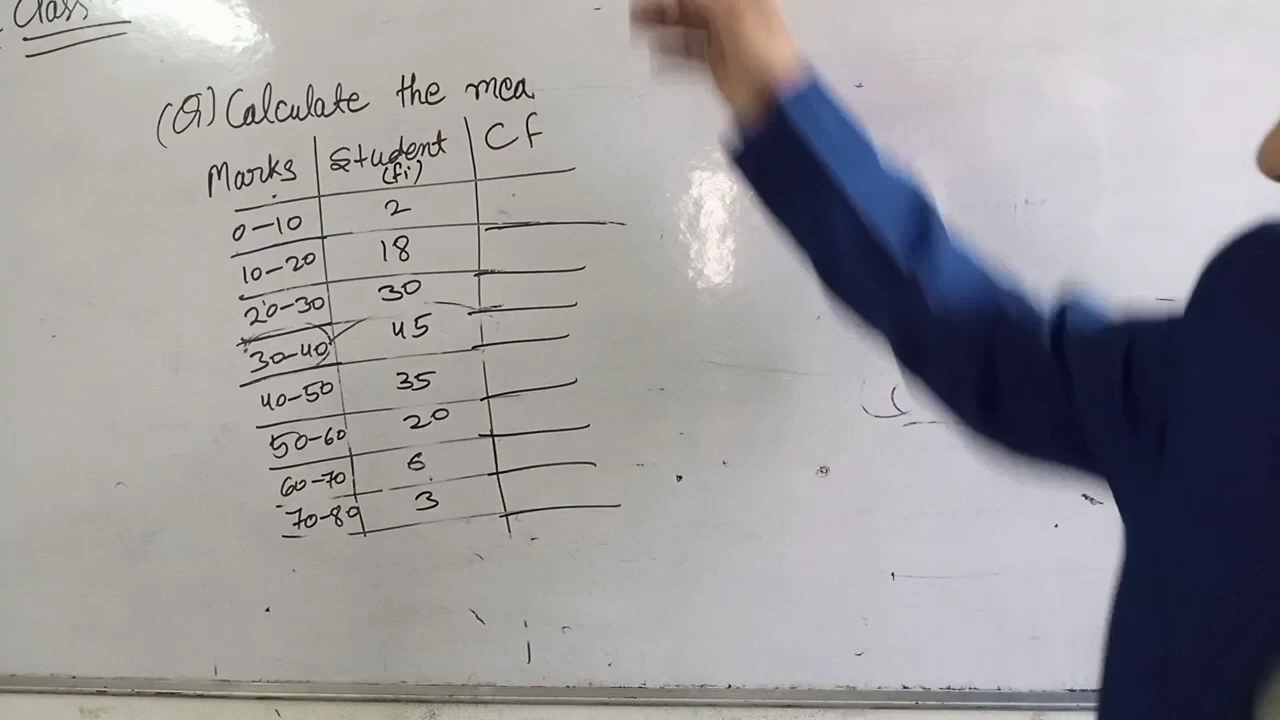 Class
(Q) Calculate the mea
Marks Student (fi) Cf
0-10 2
10-20 18
20-30 30
30-40 45
40-50 35
50-60 20
60-70 6
70-80 3